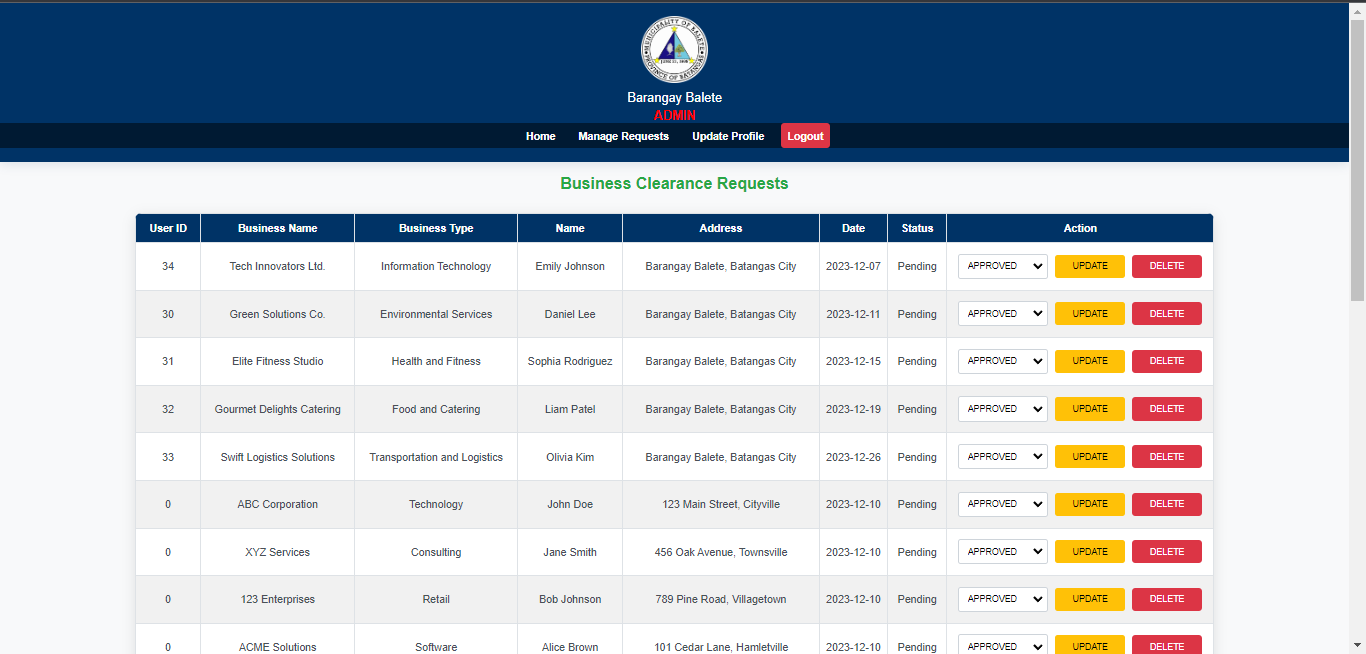 MUNICIPALITY OF BALETE
PROVINCE OF BATANGAS
Barangay Balete
ADMIN
Home Manage Requests Update Profile Logout
Business Clearance Requests
User ID Business Name Business Type Name Address Date Status Action
34 Tech Innovators Ltd. Information Technology Emily Johnson Barangay Balete, Batangas City 2023-12-07 Pending APPROVED UPDATE DELETE
30 Green Solutions Co. Environmental Services Daniel Lee Barangay Balete, Batangas City 2023-12-11 Pending APPROVED UPDATE DELETE
31 Elite Fitness Studio Health and Fitness Sophia Rodriguez Barangay Balete, Batangas City 2023-12-15 Pending APPROVED UPDATE DELETE
32 Gourmet Delights Catering Food and Catering Liam Patel Barangay Balete, Batangas City 2023-12-19 Pending APPROVED UPDATE DELETE
33 Swift Logistics Solutions Transportation and Logistics Olivia Kim Barangay Balete, Batangas City 2023-12-26 Pending APPROVED UPDATE DELETE
0 ABC Corporation Technology John Doe 123 Main Street, Cityville 2023-12-10 Pending APPROVED UPDATE DELETE
0 XYZ Services Consulting Jane Smith 456 Oak Avenue, Townsville 2023-12-10 Pending APPROVED UPDATE DELETE
0 123 Enterprises Retail Bob Johnson 789 Pine Road, Villagetown 2023-12-10 Pending APPROVED UPDATE DELETE
0 ACME Solutions Software Alice Brown 101 Cedar Lane, Hamletville 2023-12-10 Pending APPROVED UPDATE DELETE